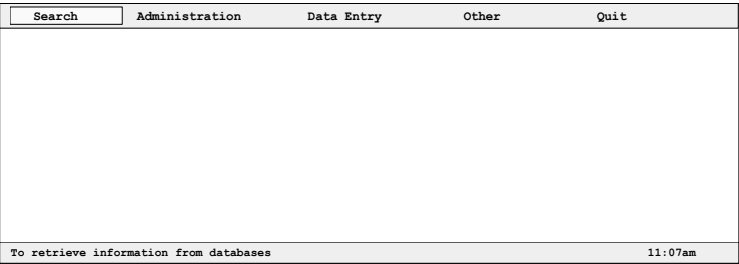 Search Administration Data Entry Other Quit
To retrieve information from databases 11:07am